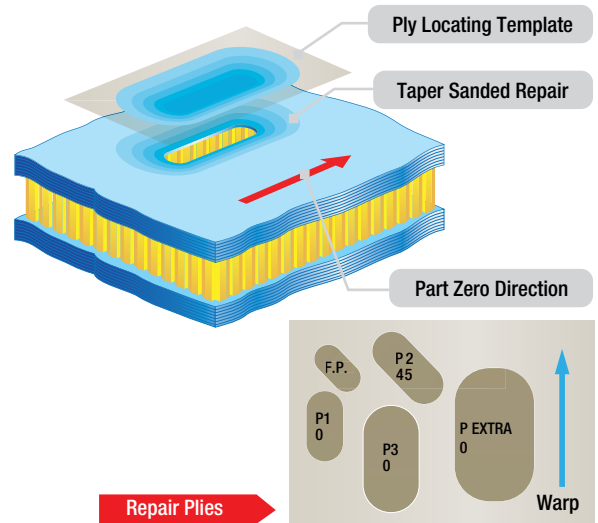 Ply Locating Template
Taper Sanded Repair
Part Zero Direction
F.P.
P 2
45
P1
0
P3
0
P EXTRA
0
Warp
Repair Plies